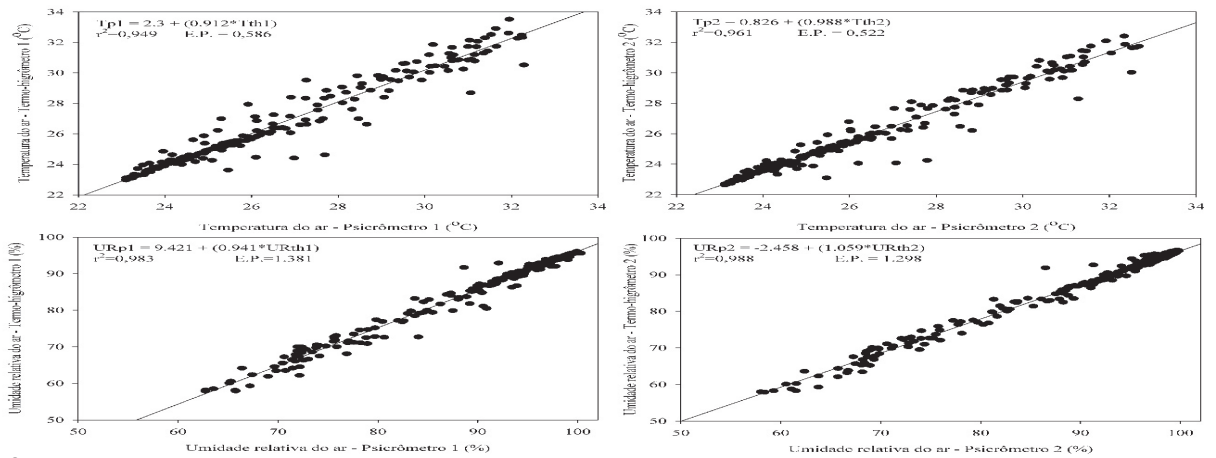 Tp1 = 2.3 + (0.912*Tth1)
r²=0,949 E.P. = 0,586
34
32
30
28
26
24
22
Temperatura do ar - Termo-higrômetro 1 (ºC)
22 24 26 28 30 32 34
Temperatura do ar - Psicrômetro 1 (ºC)
Tp2 = 0.826 + (0.988*Tth2)
r²=0,961 E.P. = 0,522
34
32
30
28
26
24
22
Temperatura do ar - Termo-higrômetro 2 (ºC)
22 24 26 28 30 32 34
Temperatura do ar - Psicrômetro 2 (ºC)
URp1 = 9.421 + (0.941*URth1)
r²=0,983 E.P.=1.381
100
90
80
70
60
50
Umidade relativa do ar - Termo-higrômetro 1 (%)
50 60 70 80 90 100
Umidade relativa do ar - Psicrômetro 1 (%)
URp2 = -2.458 + (1.059*URth2)
r²=0,988 E.P. = 1.298
100
90
80
70
60
50
Umidade relativa do ar - Termo-higrômetro 2 (%)
50 60 70 80 90 100
Umidade relativa do ar - Psicrômetro 2 (%)